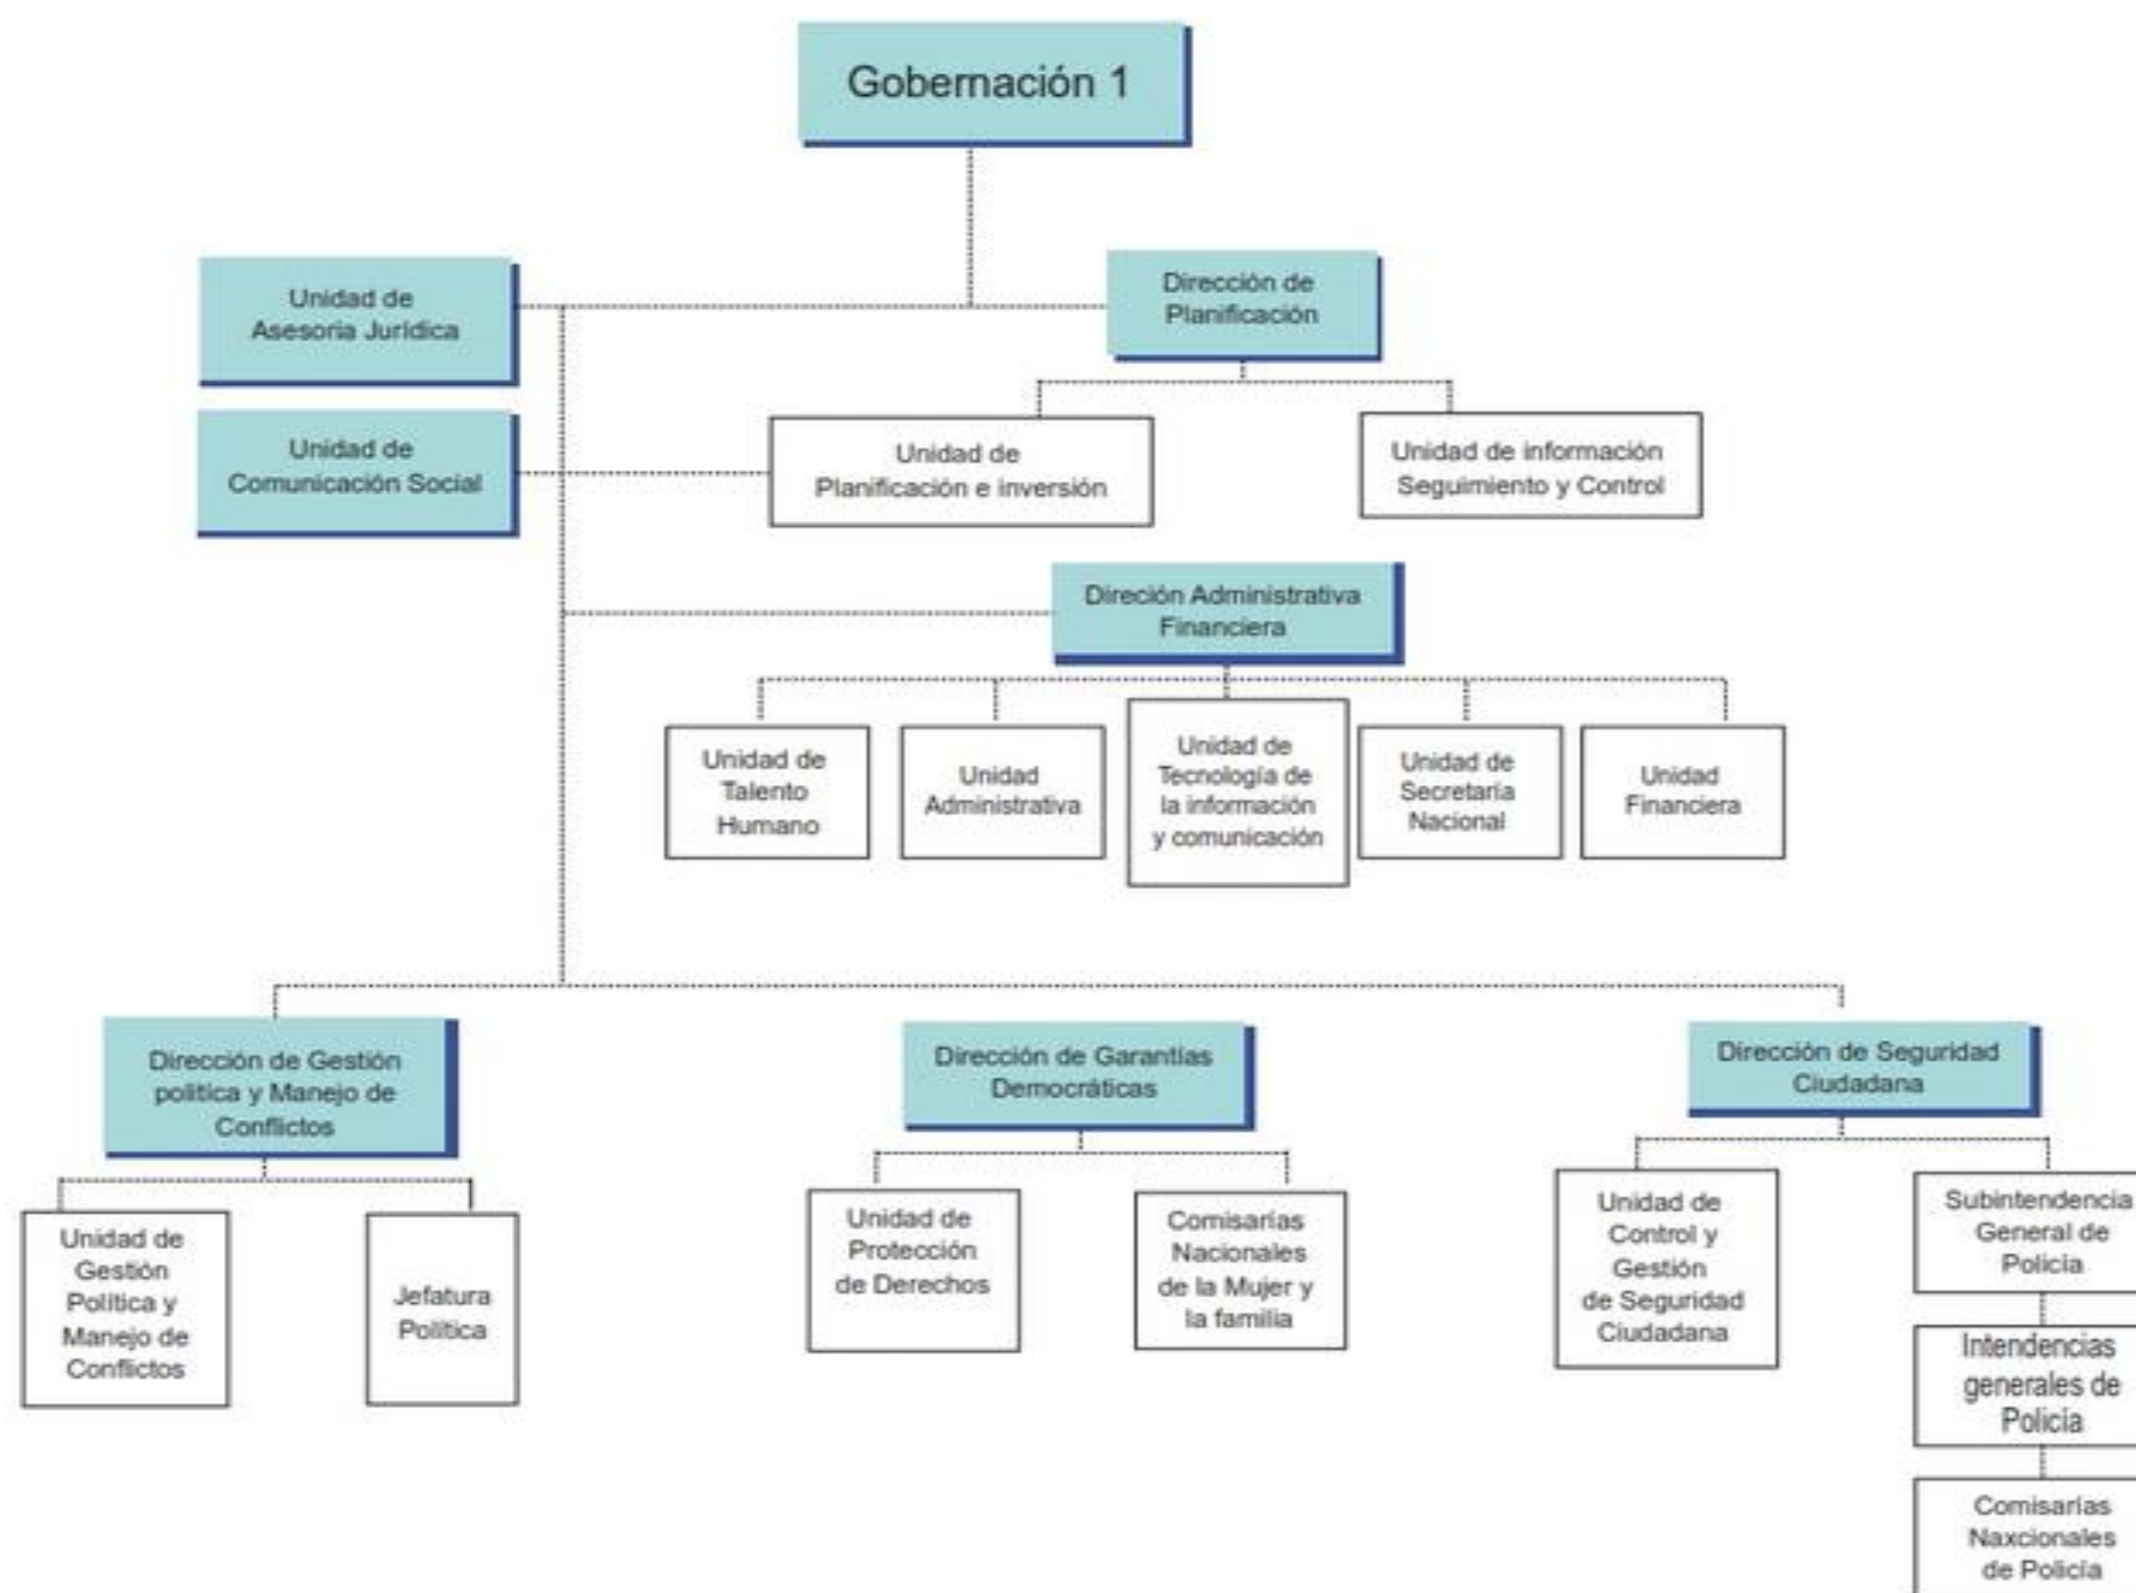 Gobernación 1
Unidad de
Asesoria Jurídica
Dirección de
Planificación
Unidad de
Comunicación Social
Unidad de
Planificación e inversión
Unidad de información
Seguimiento y Control
Direción Administrativa
Financiera
Unidad de
Talento
Humano
Unidad
Administrativa
Unidad de
Tecnología de
la información
y comunicación
Unidad de
Secretaría
Nacional
Unidad
Financiera
Dirección de Gestión
politica y Manejo de
Conflictos
Dirección de Garantías
Democráticas
Dirección de Seguridad
Ciudadana
Unidad de
Gestión
Política y
Manejo de
Conflictos
Jefatura
Política
Unidad de
Protección
de Derechos
Comisarías
Nacionales
de la Mujer y
la familia
Unidad de
Control y
Gestión
de Seguridad
Ciudadana
Subintendencia
General de
Policia
Intendencias
generales de
Policia
Comisarías
Naxcionales
de Policía